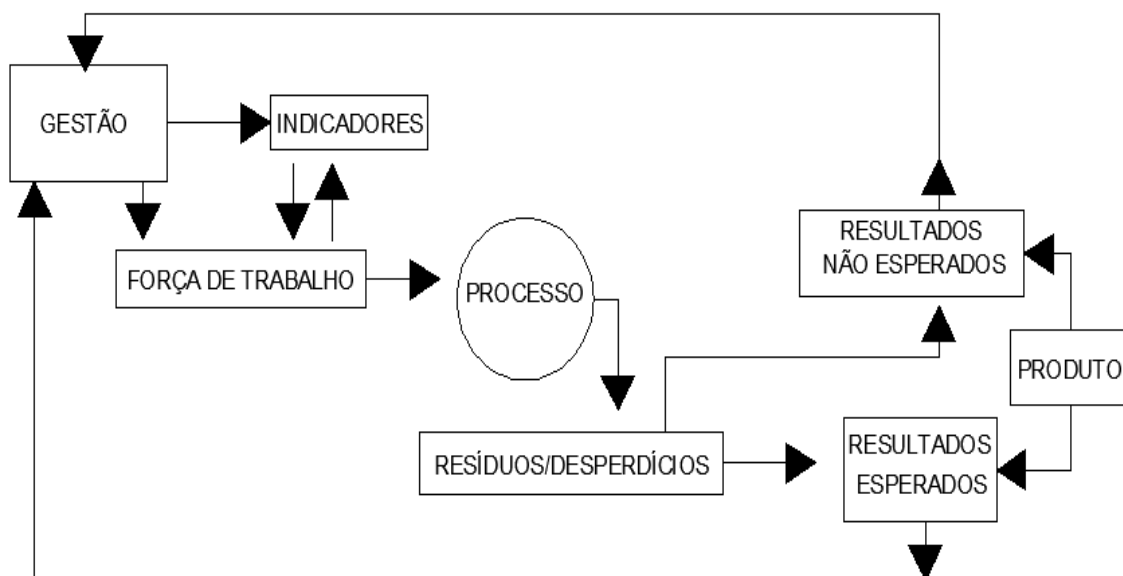 GESTÃO
INDICADORES
FORÇA DE TRABALHO
PROCESSO
RESULTADOS
NÃO ESPERADOS
PRODUTO
RESÍDUOS/DESPERDÍCIOS
RESULTADOS
ESPERADOS